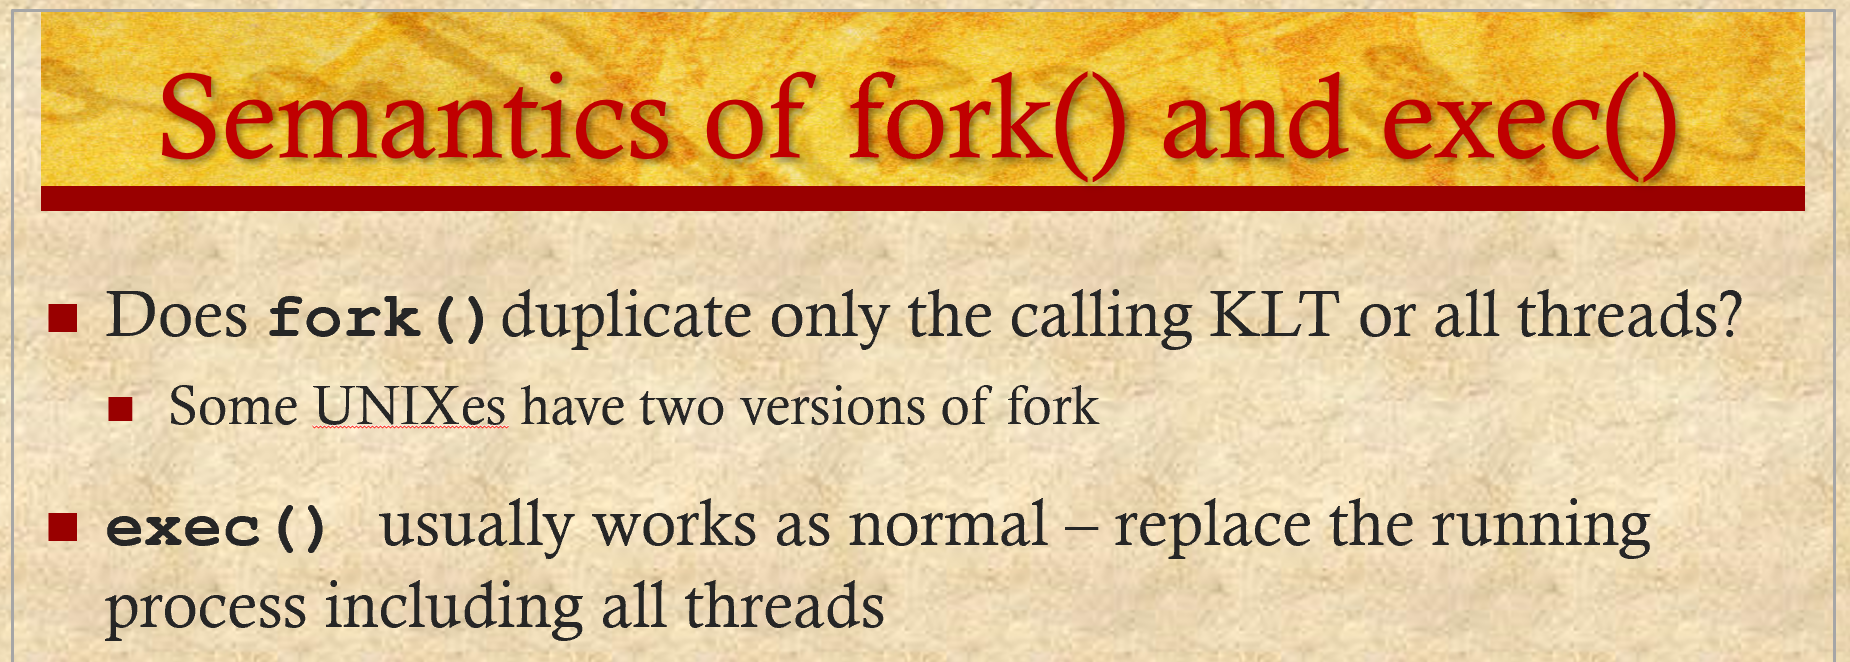 Semantics of fork() and exec()
Does fork() duplicate only the calling KLT or all threads?
Some UNIXes have two versions of fork
exec() usually works as normal – replace the running
process including all threads